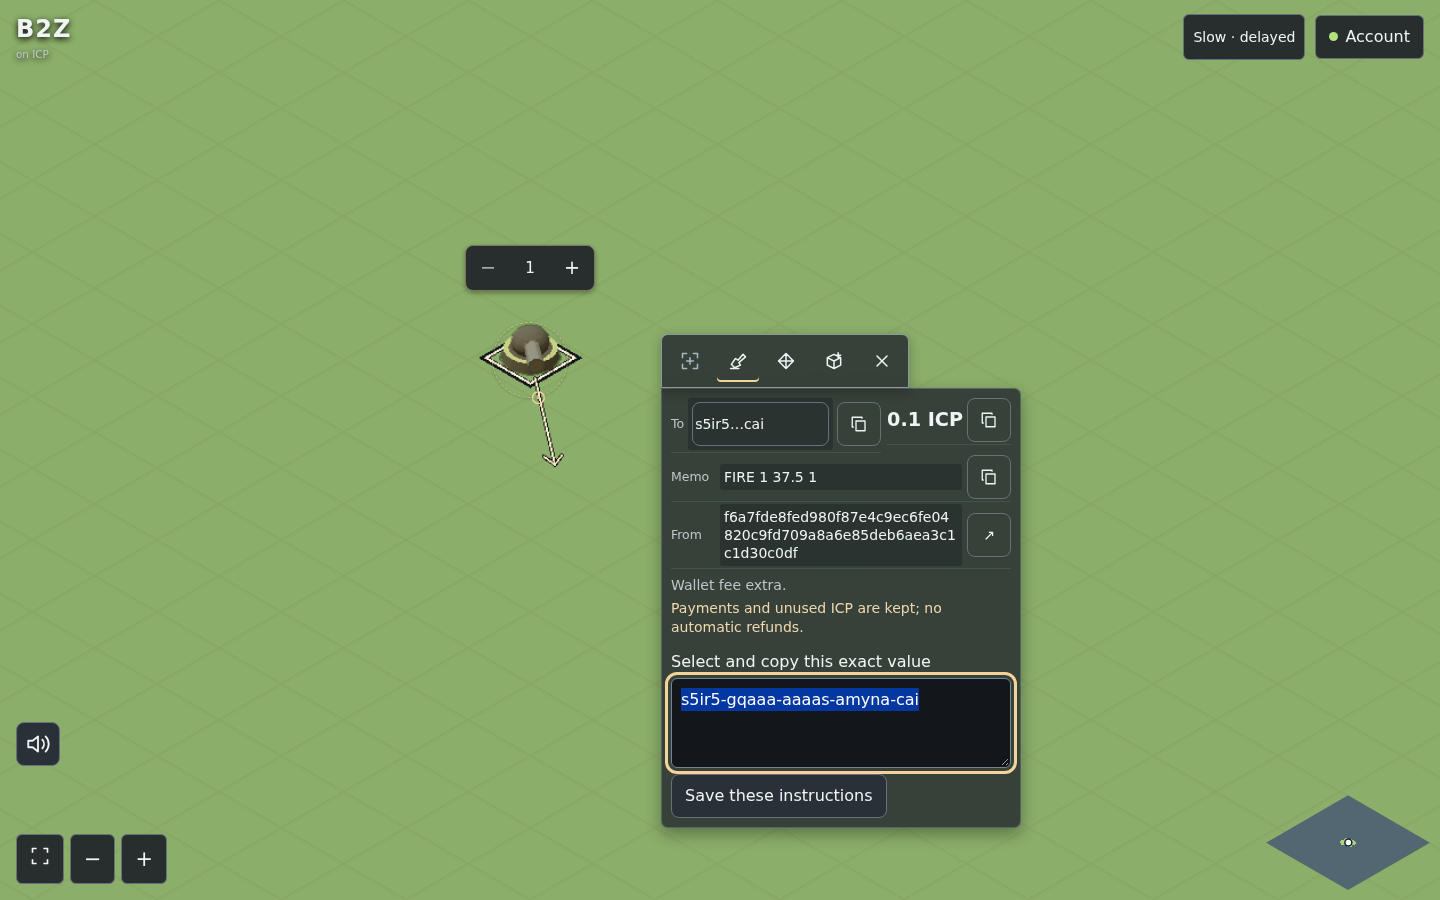 B2Z
on ICP
Slow · delayed
Account
− 1 +
To s5ir5...cai
0.1 ICP
Memo FIRE 1 37.5 1
From
f6a7fde8fed980f87e4c9ec6fe04
820c9fd709a8a6e85deb6aea3c1
c1d30c0df
Wallet fee extra.
Payments and unused ICP are kept; no
automatic refunds.
Select and copy this exact value
s5ir5-gqaaa-aaaas-amyna-cai
Save these instructions
− +